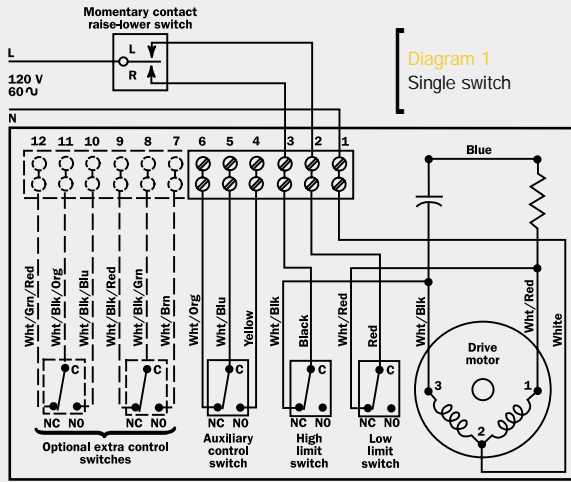 Momentary contact
raise-lower switch
L
L
R
120 V
60∿
N
Diagram 1
Single switch
12 11 10 9 8 7 6 5 4 3 2 1
Blue
Wht/Grn/Red
Wht/Blk/Org
Wht/Blk/Blu
Wht/Blk/Red
Wht/Blk/Grn
Wht/Brn
Wht/Org
Wht/Blu
Yellow
Wht/Blk
Black
Wht/Red
Red
Wht/Blk
Wht/Red
White
Drive
motor
3
1
2
C
NC NO
C
NC NO
C
NC NO
C
NC NO
C
NC NO
Optional extra control
switches
Auxiliary
control
switch
High
limit
switch
Low
limit
switch